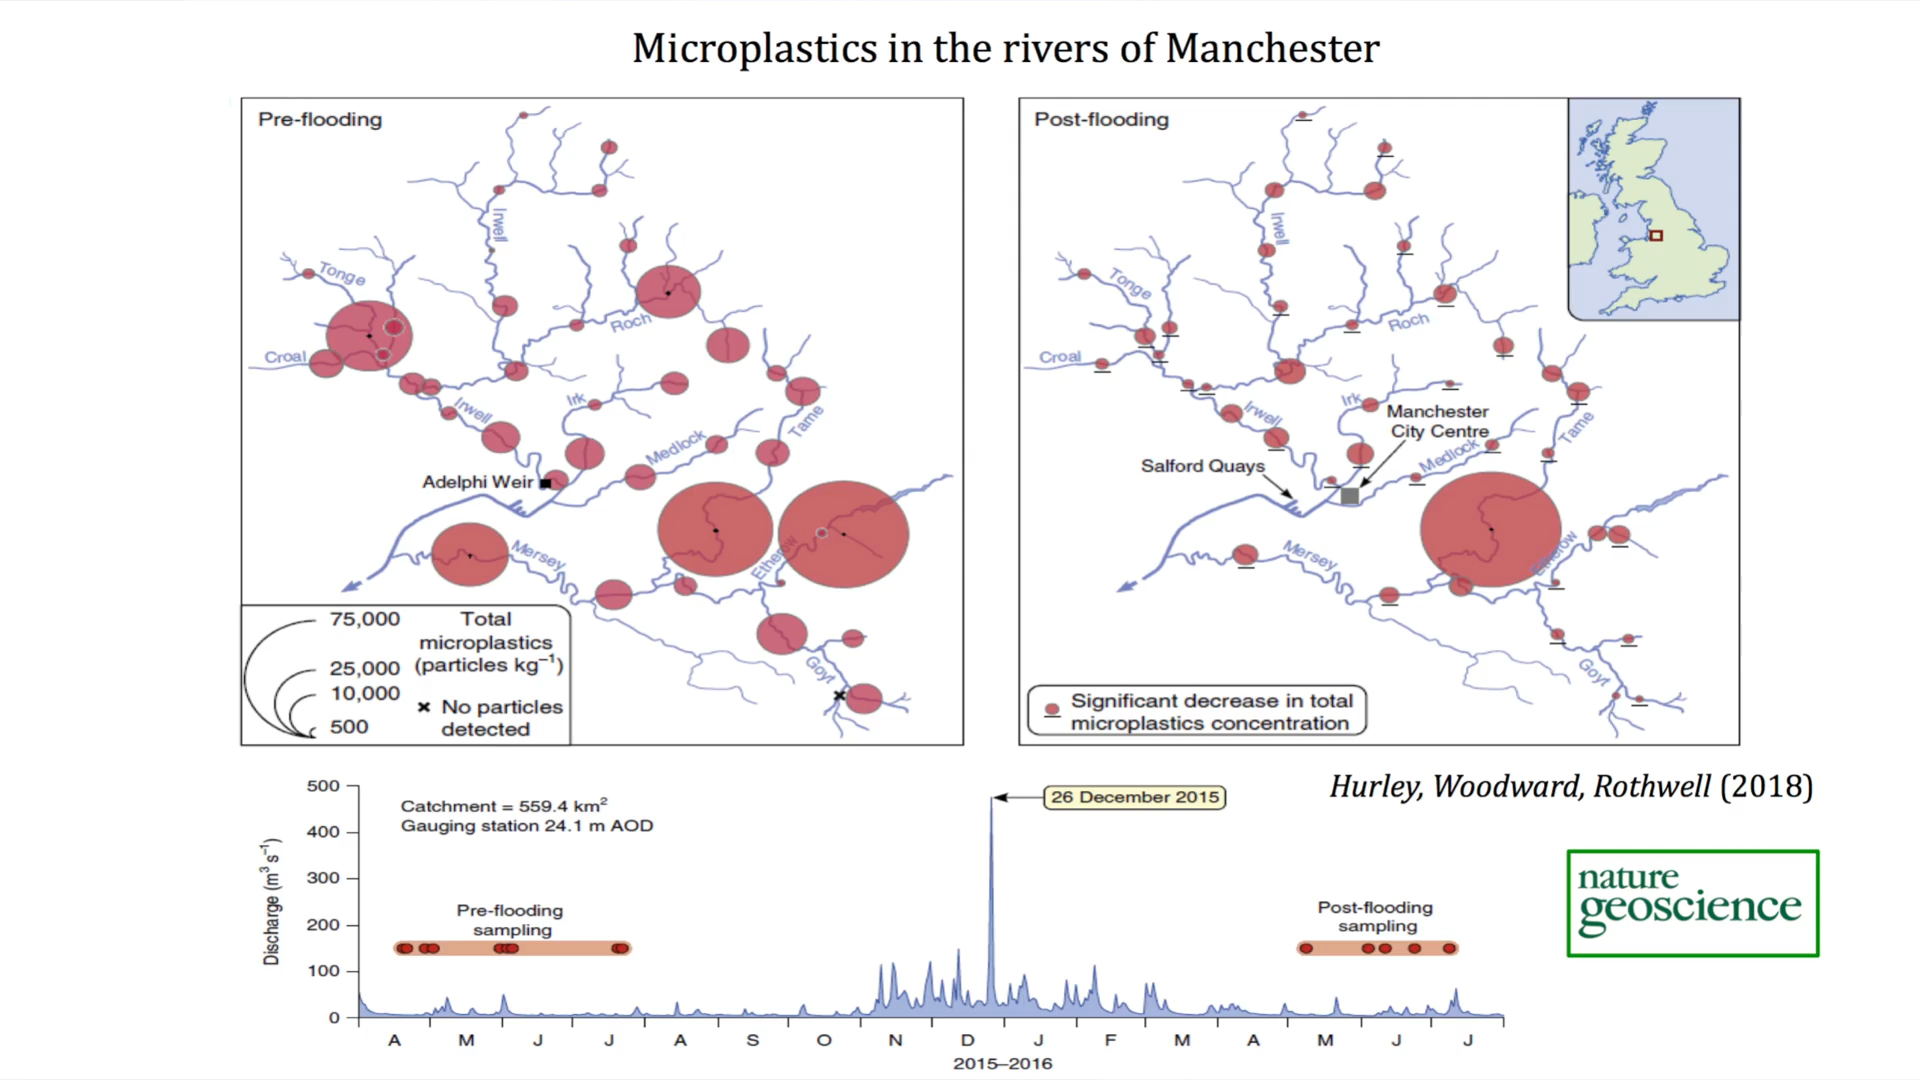 Microplastics in the rivers of Manchester
Pre-flooding
Irwell
Tonge
Roch
Croal
Irwell
Irk
Medlock
Tame
Adelphi Weir
Mersey
Etherow
Goyt
75,000
25,000
10,000
500
Total
microplastics
(particles kg⁻¹)
× No particles
detected
Post-flooding
Irwell
Tonge
Roch
Croal
Irwell
Irk
Manchester
City Centre
Medlock
Tame
Salford Quays
Mersey
Etherow
Goyt
Significant decrease in total
microplastics concentration
Hurley, Woodward, Rothwell (2018)
nature
geoscience
500
400
300
200
100
0
Discharge (m³ s⁻¹)
Catchment = 559.4 km²
Gauging station 24.1 m AOD
26 December 2015
Pre-flooding
sampling
Post-flooding
sampling
A M J J A S O N D J F M A M J J
2015–2016